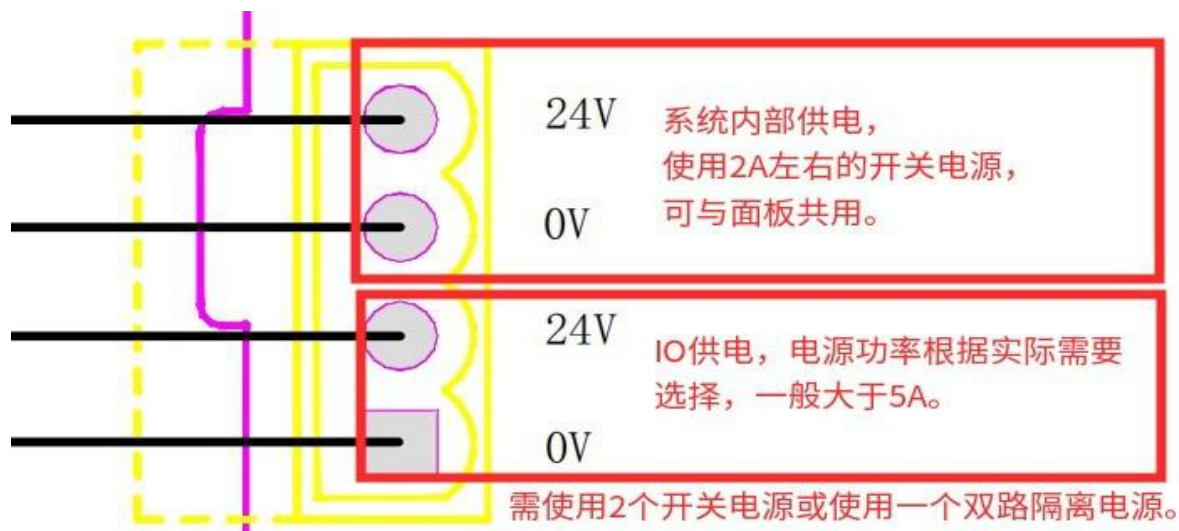 24V
系统内部供电，
使用2A左右的开关电源，
可与面板共用。
0V
24V
IO供电，电源功率根据实际需要
选择，一般大于5A。
0V
需使用2个开关电源或使用一个双路隔离电源。